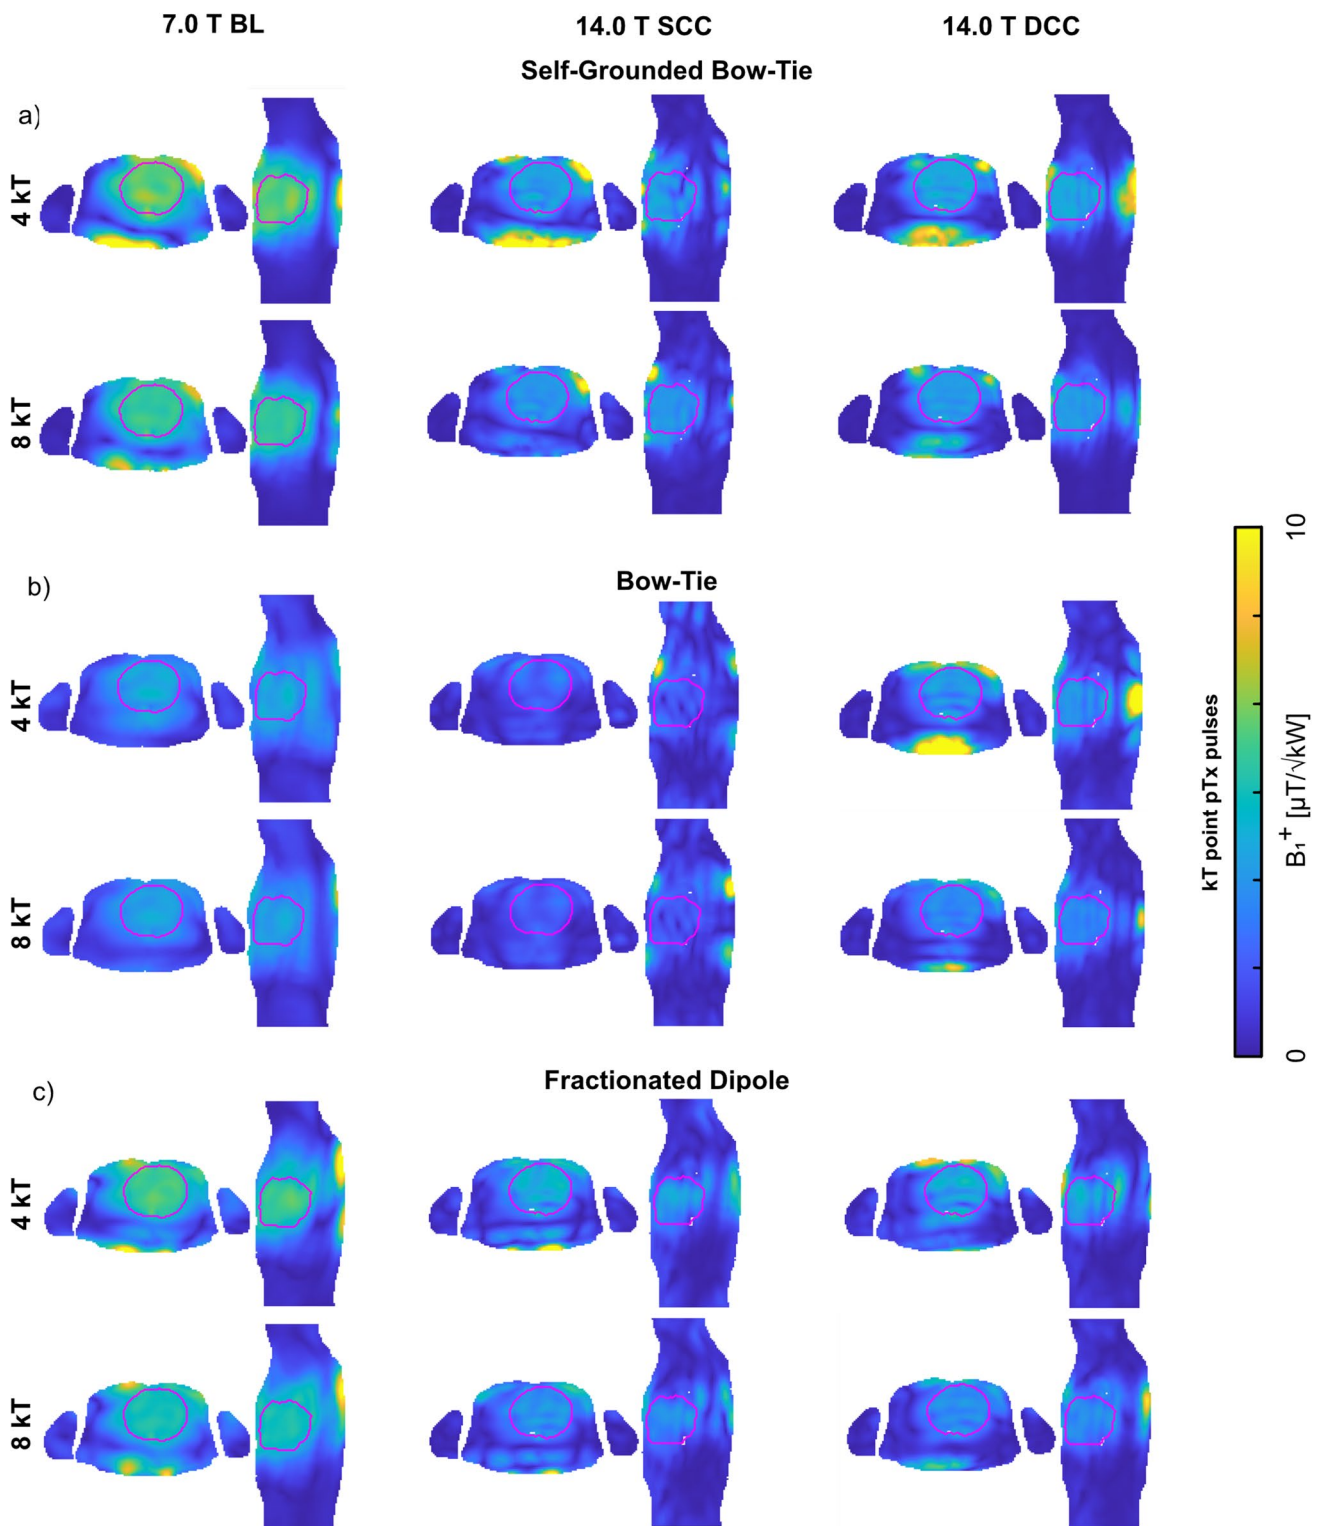 7.0 T BL 14.0 T SCC 14.0 T DCC
Self-Grounded Bow-Tie
a)
4 kT
8 kT
b) Bow-Tie
4 kT
8 kT
c) Fractionated Dipole
4 kT
8 kT
kT point pTx pulses
B₁⁺ [µT/√kW]
10
0